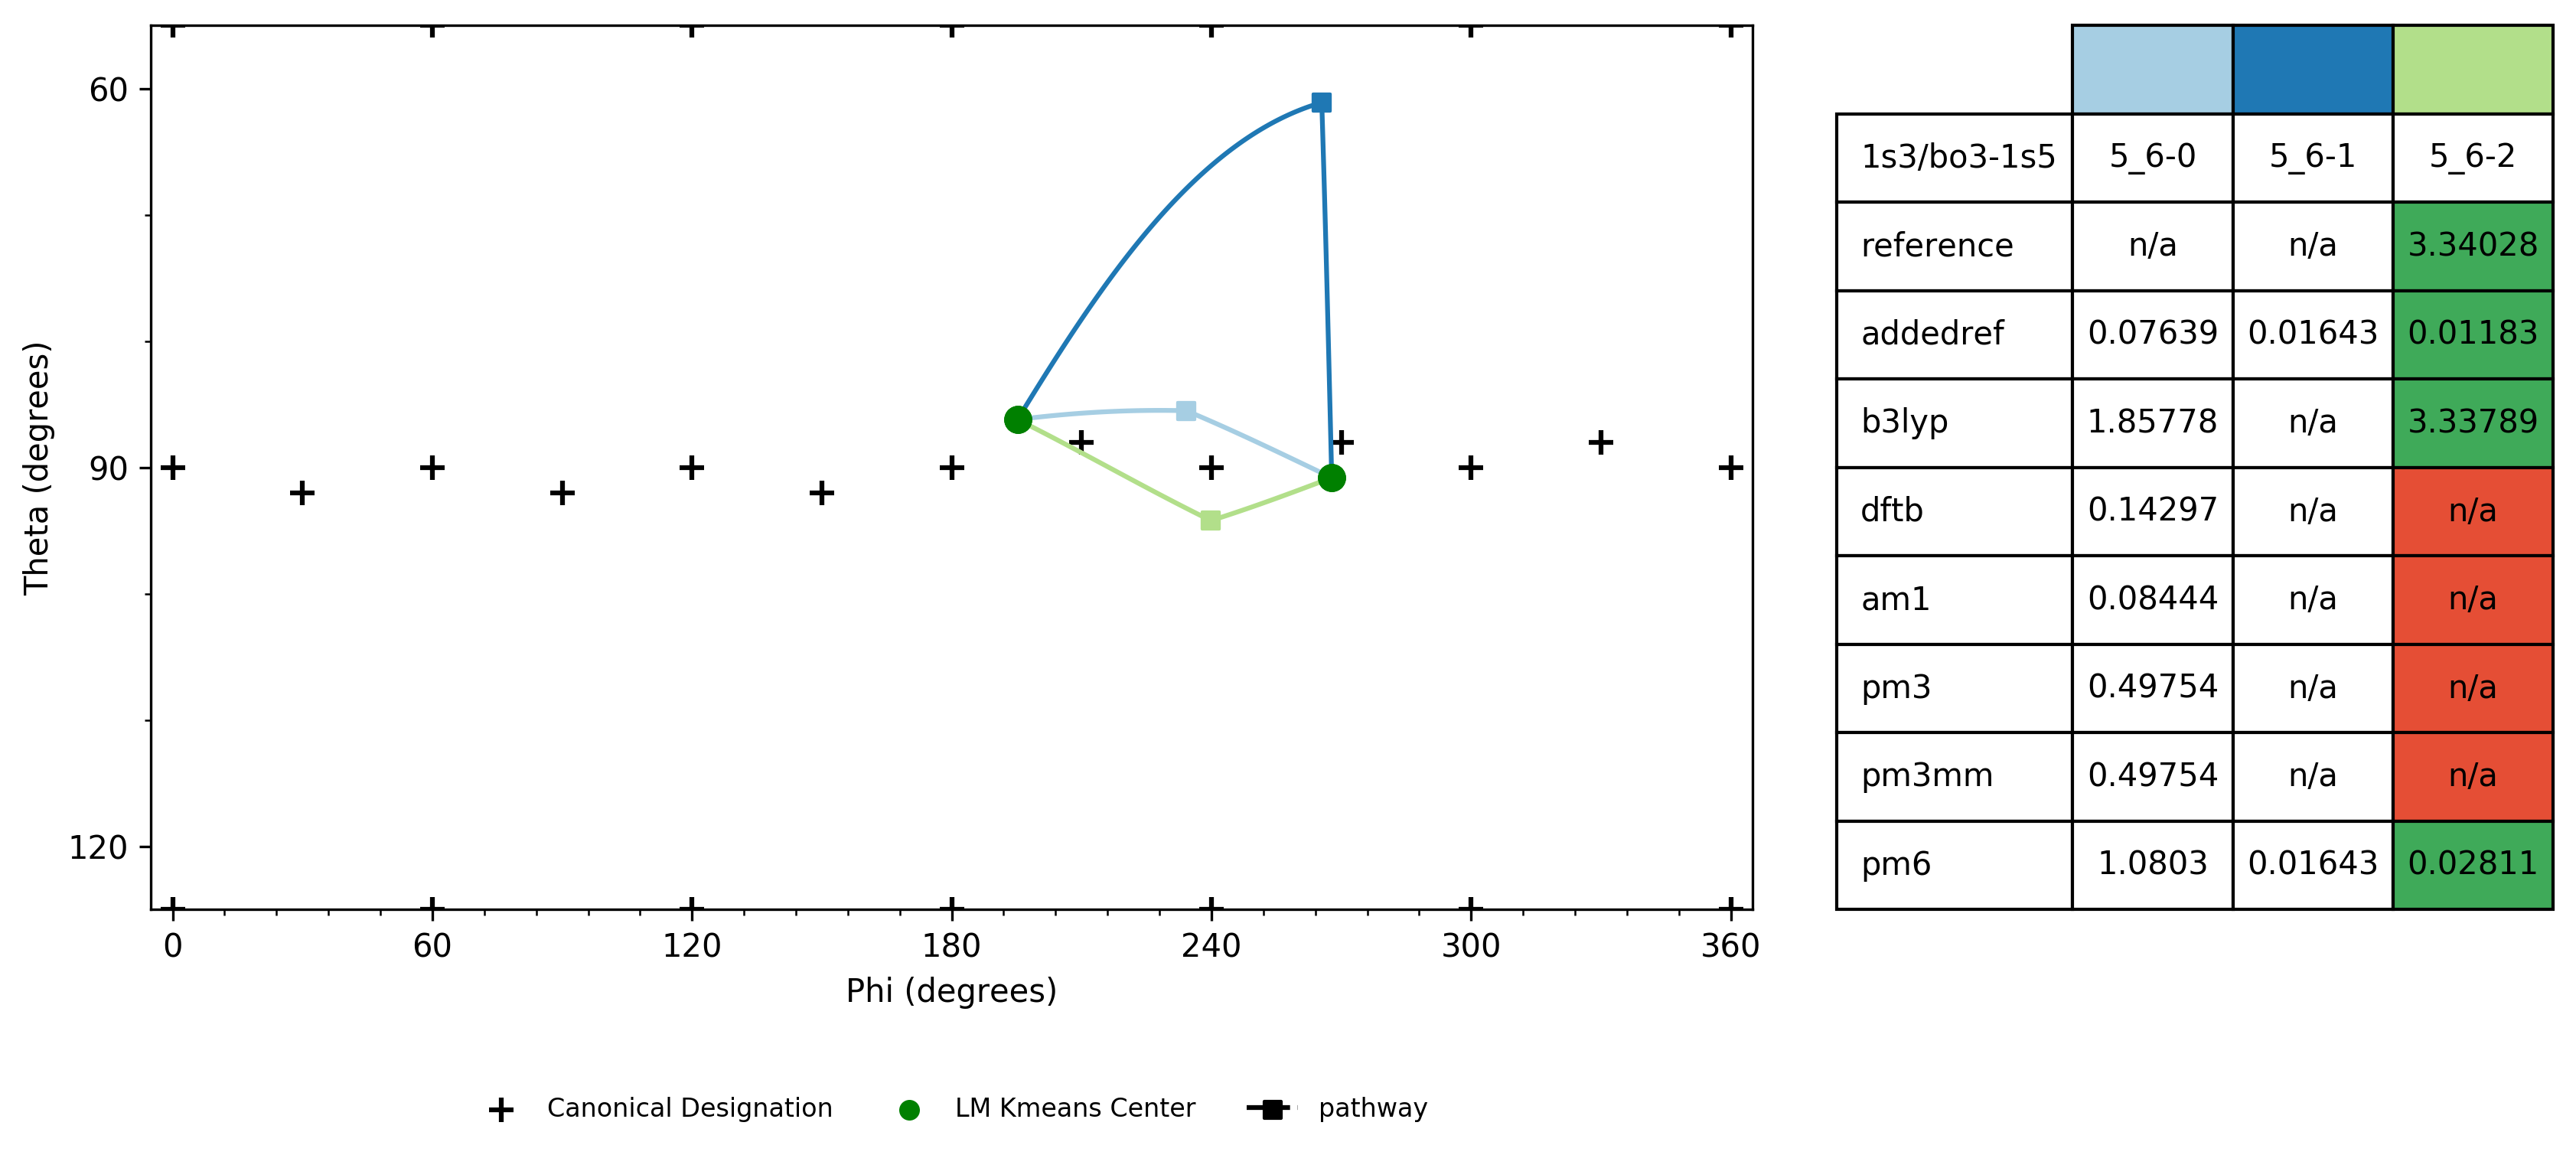 60
90
120
Theta (degrees)
0 60 120 180 240 300 360
Phi (degrees)
Canonical Designation LM Kmeans Center pathway
1s3/bo3-1s5 5_6-0 5_6-1 5_6-2
reference n/a n/a 3.34028
addedref 0.07639 0.01643 0.01183
b3lyp 1.85778 n/a 3.33789
dftb 0.14297 n/a n/a
am1 0.08444 n/a n/a
pm3 0.49754 n/a n/a
pm3mm 0.49754 n/a n/a
pm6 1.0803 0.01643 0.02811